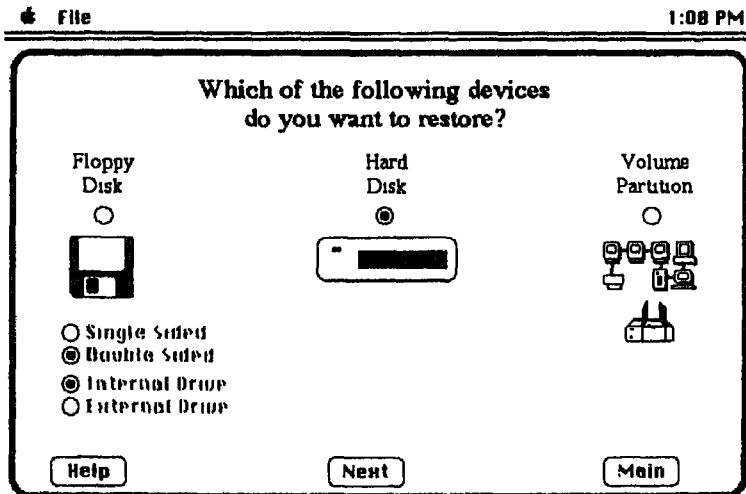 File 1:08 PM
Which of the following devices
do you want to restore?
Floppy
Disk
Hard
Disk
Volume
Partition
Single Sided
Double Sided
Internal Drive
External Drive
Help Next Main